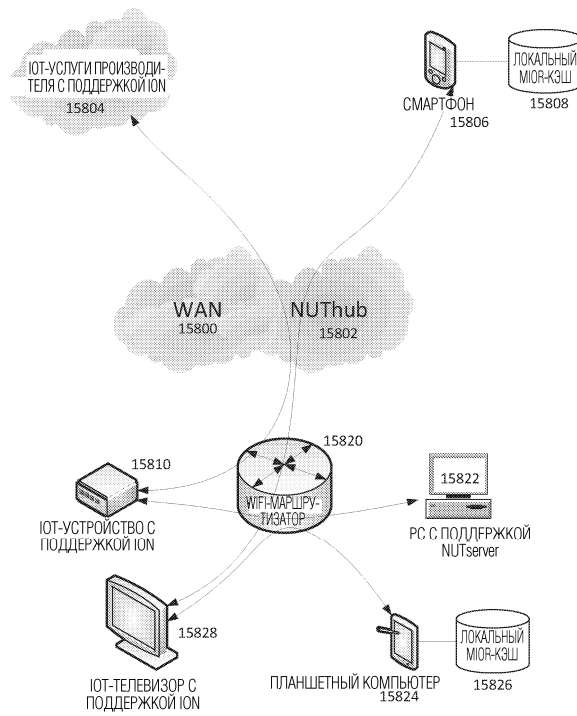 IOT-УСЛУГИ ПРОИЗВОДИ-
ТЕЛЯ С ПОДДЕРЖКОЙ ION
15804
СМАРТФОН
15806
ЛОКАЛЬНЫЙ
MIOR-КЭШ
15808
WAN
15800
NUThub
15802
15820
WIFI-МАРШРУ-
ТИЗАТОР
15810
IOT-УСТРОЙСТВО С
ПОДДЕРЖКОЙ ION
15822
PC С ПОДДЕРЖКОЙ
NUTserver
15828
IOT-ТЕЛЕВИЗОР С
ПОДДЕРЖКОЙ ION
ПЛАНШЕТНЫЙ КОМПЬЮТЕР
15824
ЛОКАЛЬНЫЙ
MIOR-КЭШ
15826